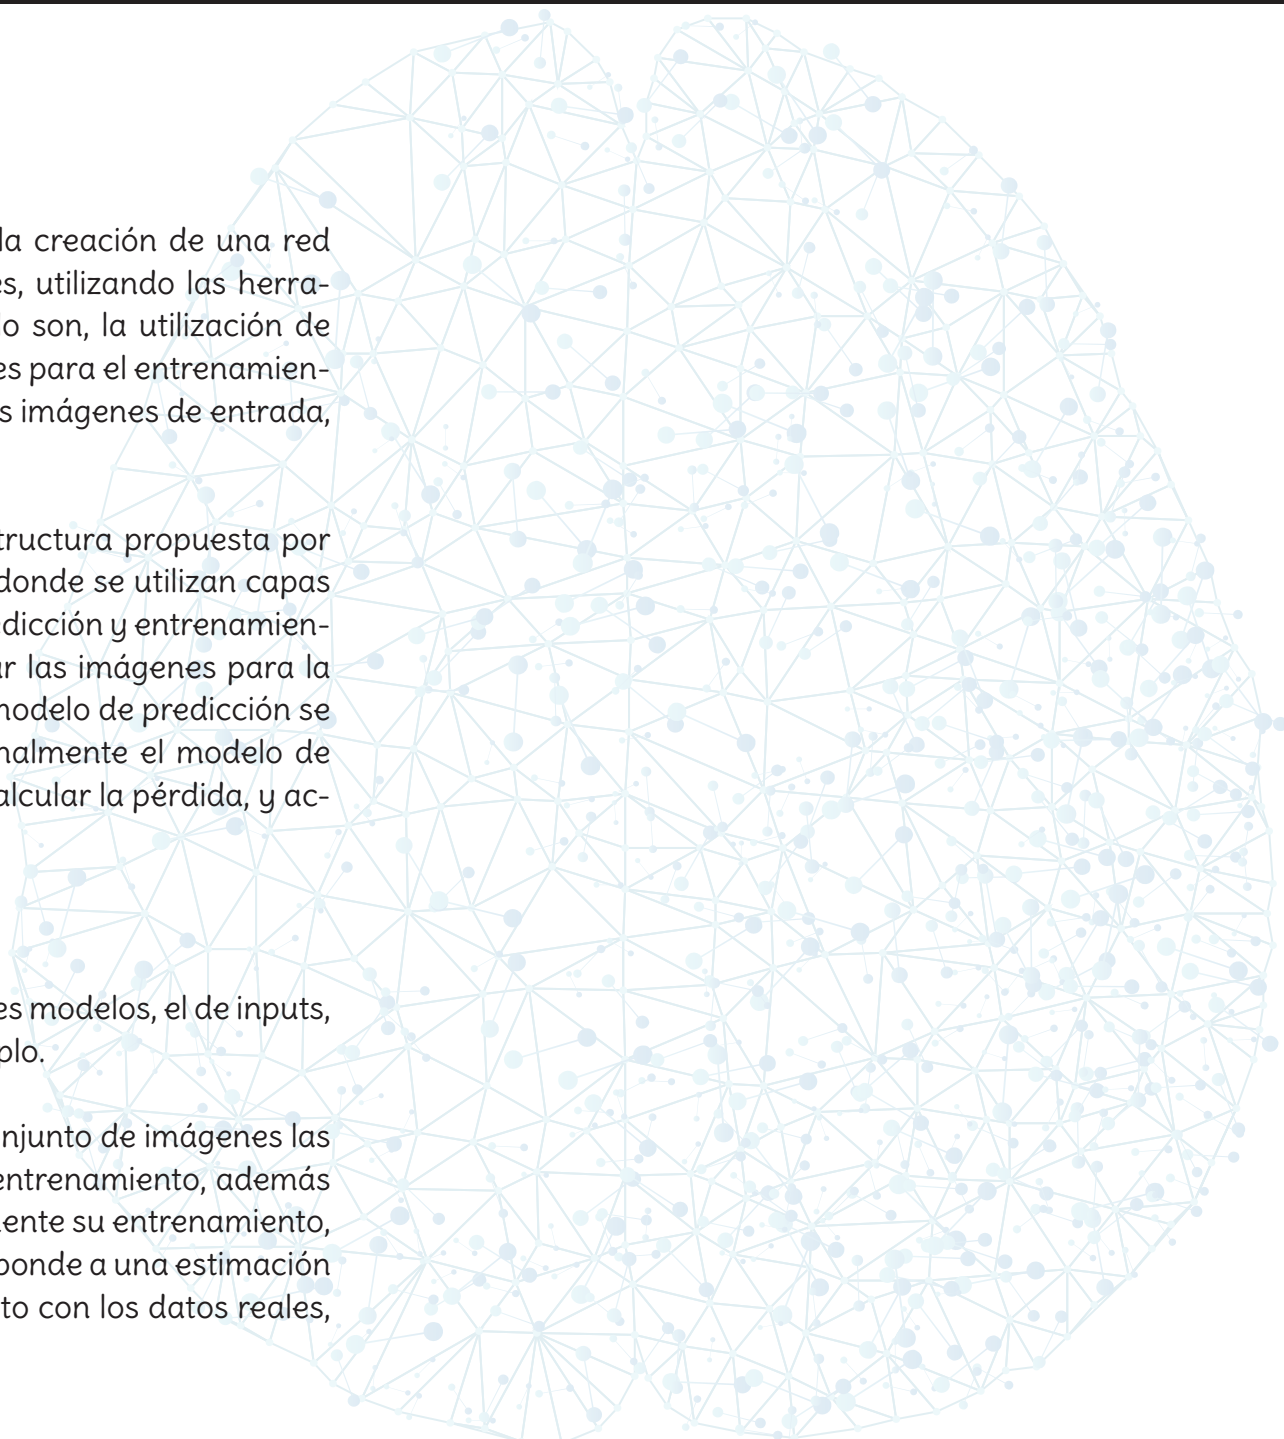 la creación de una red
s, utilizando las herra-
o son, la utilización de
es para el entrenamien-
s imágenes de entrada,
tructura propuesta por
donde se utilizan capas
dicción y entrenamien-
ar las imágenes para la
modelo de predicción se
nalmente el modelo de
alcular la pérdida, y ac-
es modelos, el de inputs,
plo.
njunto de imágenes las
entrenamiento, además
ente su entrenamiento,
ponde a una estimación
to con los datos reales,